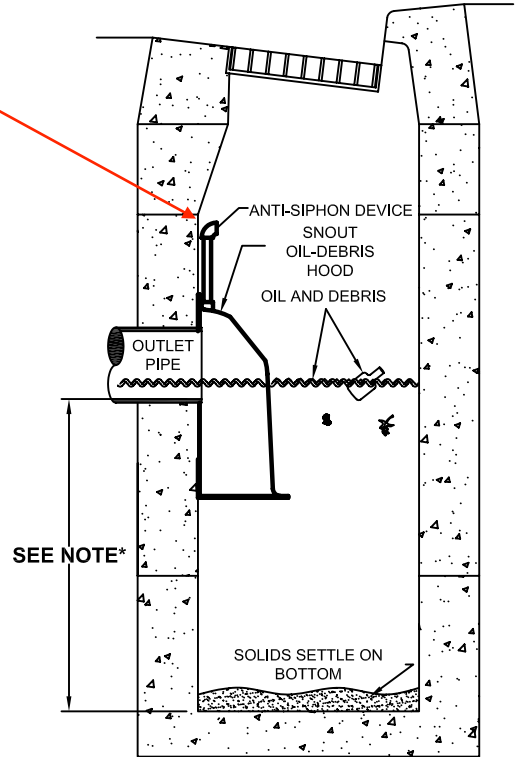 ANTI-SIPHON DEVICE
SNOUT
OIL-DEBRIS
HOOD
OIL AND DEBRIS
OUTLET
PIPE
SEE NOTE*
SOLIDS SETTLE ON
BOTTOM